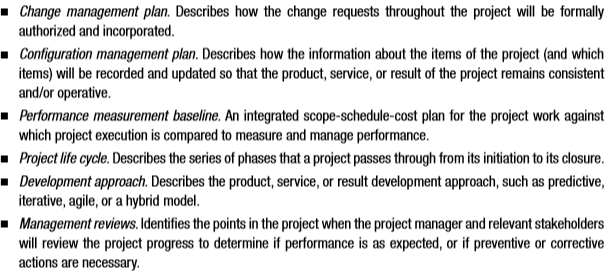 ■ Change management plan. Describes how the change requests throughout the project will be formally
authorized and incorporated.
■ Configuration management plan. Describes how the information about the items of the project (and which
items) will be recorded and updated so that the product, service, or result of the project remains consistent
and/or operative.
■ Performance measurement baseline. An integrated scope-schedule-cost plan for the project work against
which project execution is compared to measure and manage performance.
■ Project life cycle. Describes the series of phases that a project passes through from its initiation to its closure.
■ Development approach. Describes the product, service, or result development approach, such as predictive,
iterative, agile, or a hybrid model.
■ Management reviews. Identifies the points in the project when the project manager and relevant stakeholders
will review the project progress to determine if performance is as expected, or if preventive or corrective
actions are necessary.